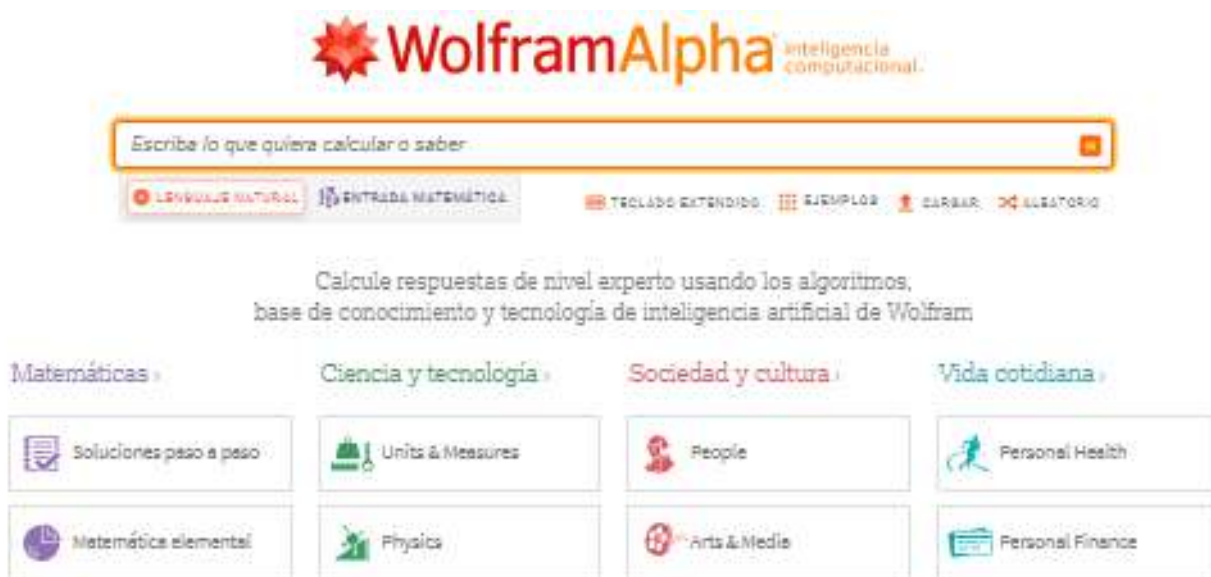 WolframAlpha inteligencia computacional.
Escriba lo que quiera calcular o saber
LENGUAJE NATURAL ENTRADA MATEMÁTICA TECLADO EXTENDIDO EJEMPLOS CARGAR ALEATORIO
Calcule respuestas de nivel experto usando los algoritmos,
base de conocimiento y tecnología de inteligencia artificial de Wolfram
Matemáticas › Ciencia y tecnología › Sociedad y cultura › Vida cotidiana ›
Soluciones paso a paso Units & Measures People Personal Health
Matemática elemental Physics Arts & Media Personal Finance